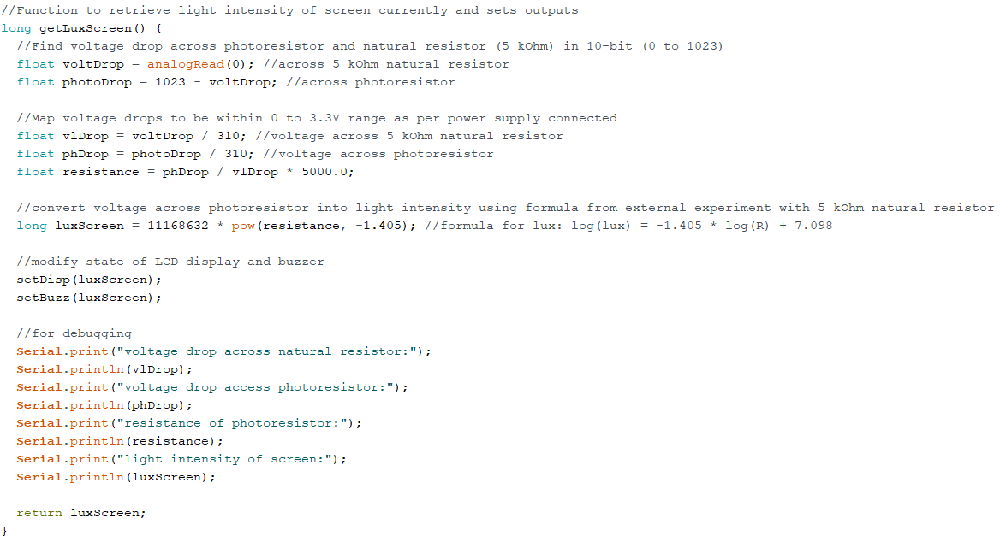 //Function to retrieve light intensity of screen currently and sets outputs
long getLuxScreen() {
  //Find voltage drop across photoresistor and natural resistor (5 kOhm) in 10-bit (0 to 1023)
  float voltDrop = analogRead(0); //across 5 kOhm natural resistor
  float photoDrop = 1023 - voltDrop; //across photoresistor

  //Map voltage drops to be within 0 to 3.3V range as per power supply connected
  float vlDrop = voltDrop / 310; //voltage across 5 kOhm natural resistor
  float phDrop = photoDrop / 310; //voltage across photoresistor
  float resistance = phDrop / vlDrop * 5000.0;

  //convert voltage across photoresistor into light intensity using formula from external experiment with 5 kOhm natural resistor
  long luxScreen = 11168632 * pow(resistance, -1.405); //formula for lux: log(lux) = -1.405 * log(R) + 7.098

  //modify state of LCD display and buzzer
  setDisp(luxScreen);
  setBuzz(luxScreen);

  //for debugging
  Serial.print("voltage drop across natural resistor:");
  Serial.println(vlDrop);
  Serial.print("voltage drop access photoresistor:");
  Serial.println(phDrop);
  Serial.print("resistance of photoresistor:");
  Serial.println(resistance);
  Serial.print("light intensity of screen:");
  Serial.println(luxScreen);

  return luxScreen;
}